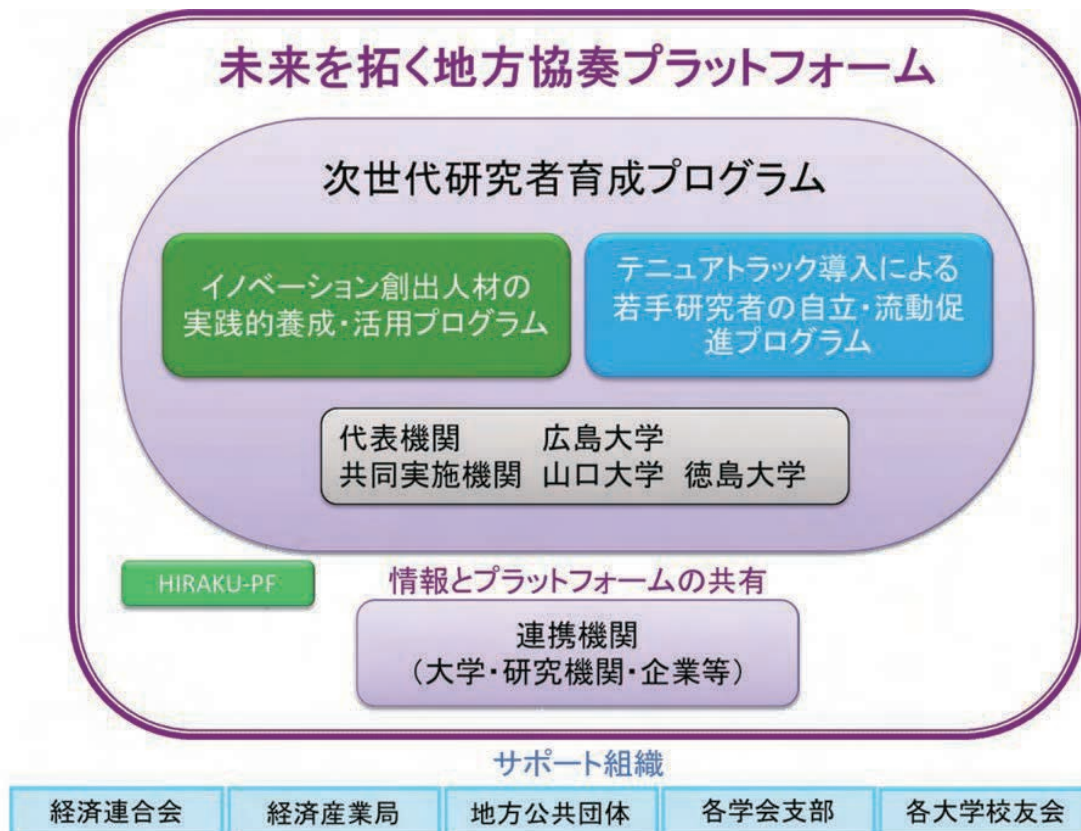 未来を拓く地方協奏プラットフォーム
次世代研究者育成プログラム
イノベーション創出人材の
実践的養成・活用プログラム
テニュアトラック導入による
若手研究者の自立・流動促
進プログラム
代表機関 広島大学
共同実施機関 山口大学 徳島大学
HIRAKU-PF
情報とプラットフォームの共有
連携機関
（大学・研究機関・企業等）
サポート組織
経済連合会 経済産業局 地方公共団体 各学会支部 各大学校友会